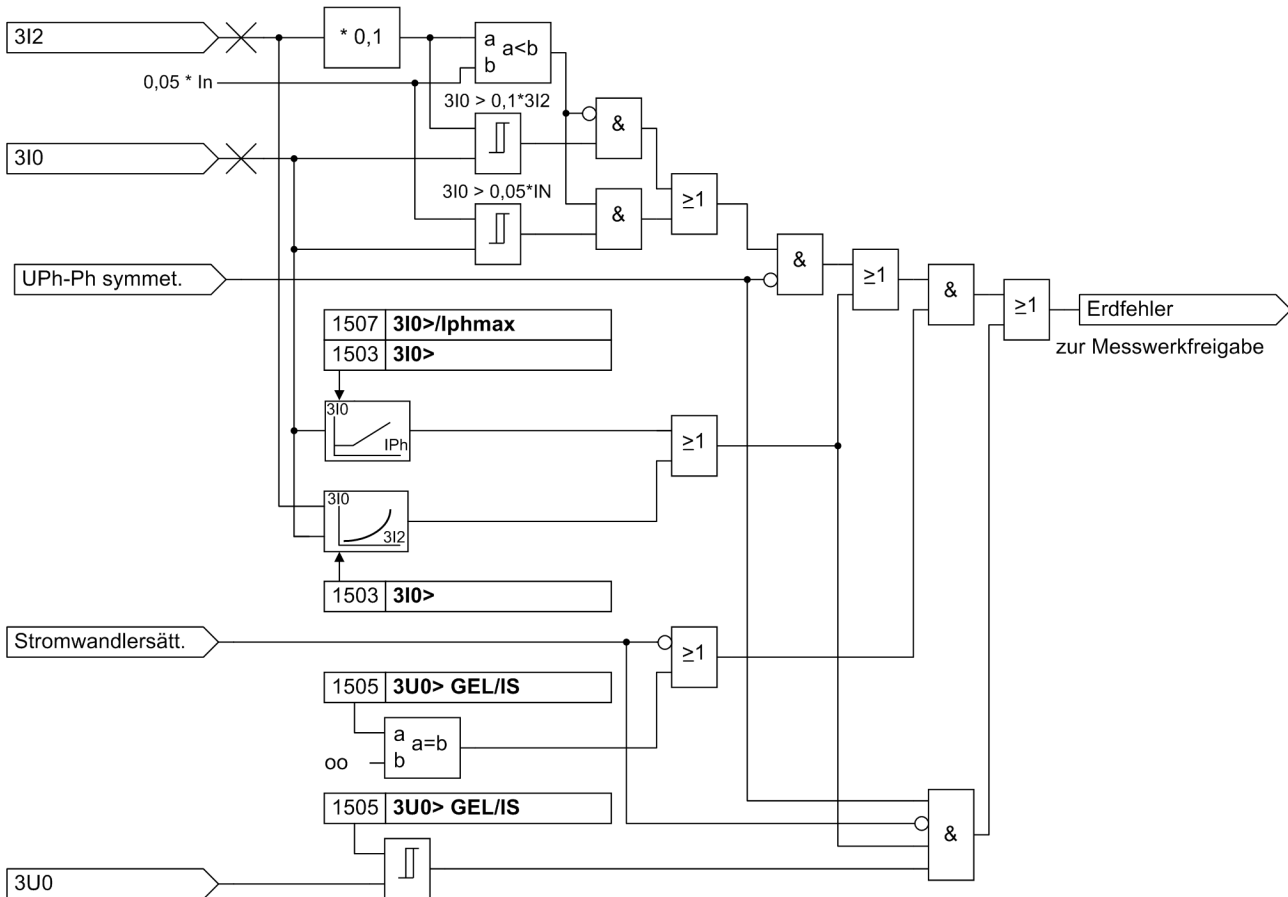 3I2
* 0,1
a
a<b
b
0,05 * In
3I0 > 0,1*3I2
&
3I0
3I0 > 0,05*IN
&
≥1
UPh-Ph symmet.
&
≥1
&
≥1
Erdfehler
zur Messwerkfreigabe
1507 3I0>/Iphmax
1503 3I0>
3I0
IPh
≥1
3I0
3I2
1503 3I0>
Stromwandlersätt.
≥1
1505 3U0> GEL/IS
a
a=b
b
oo
1505 3U0> GEL/IS
&
3U0